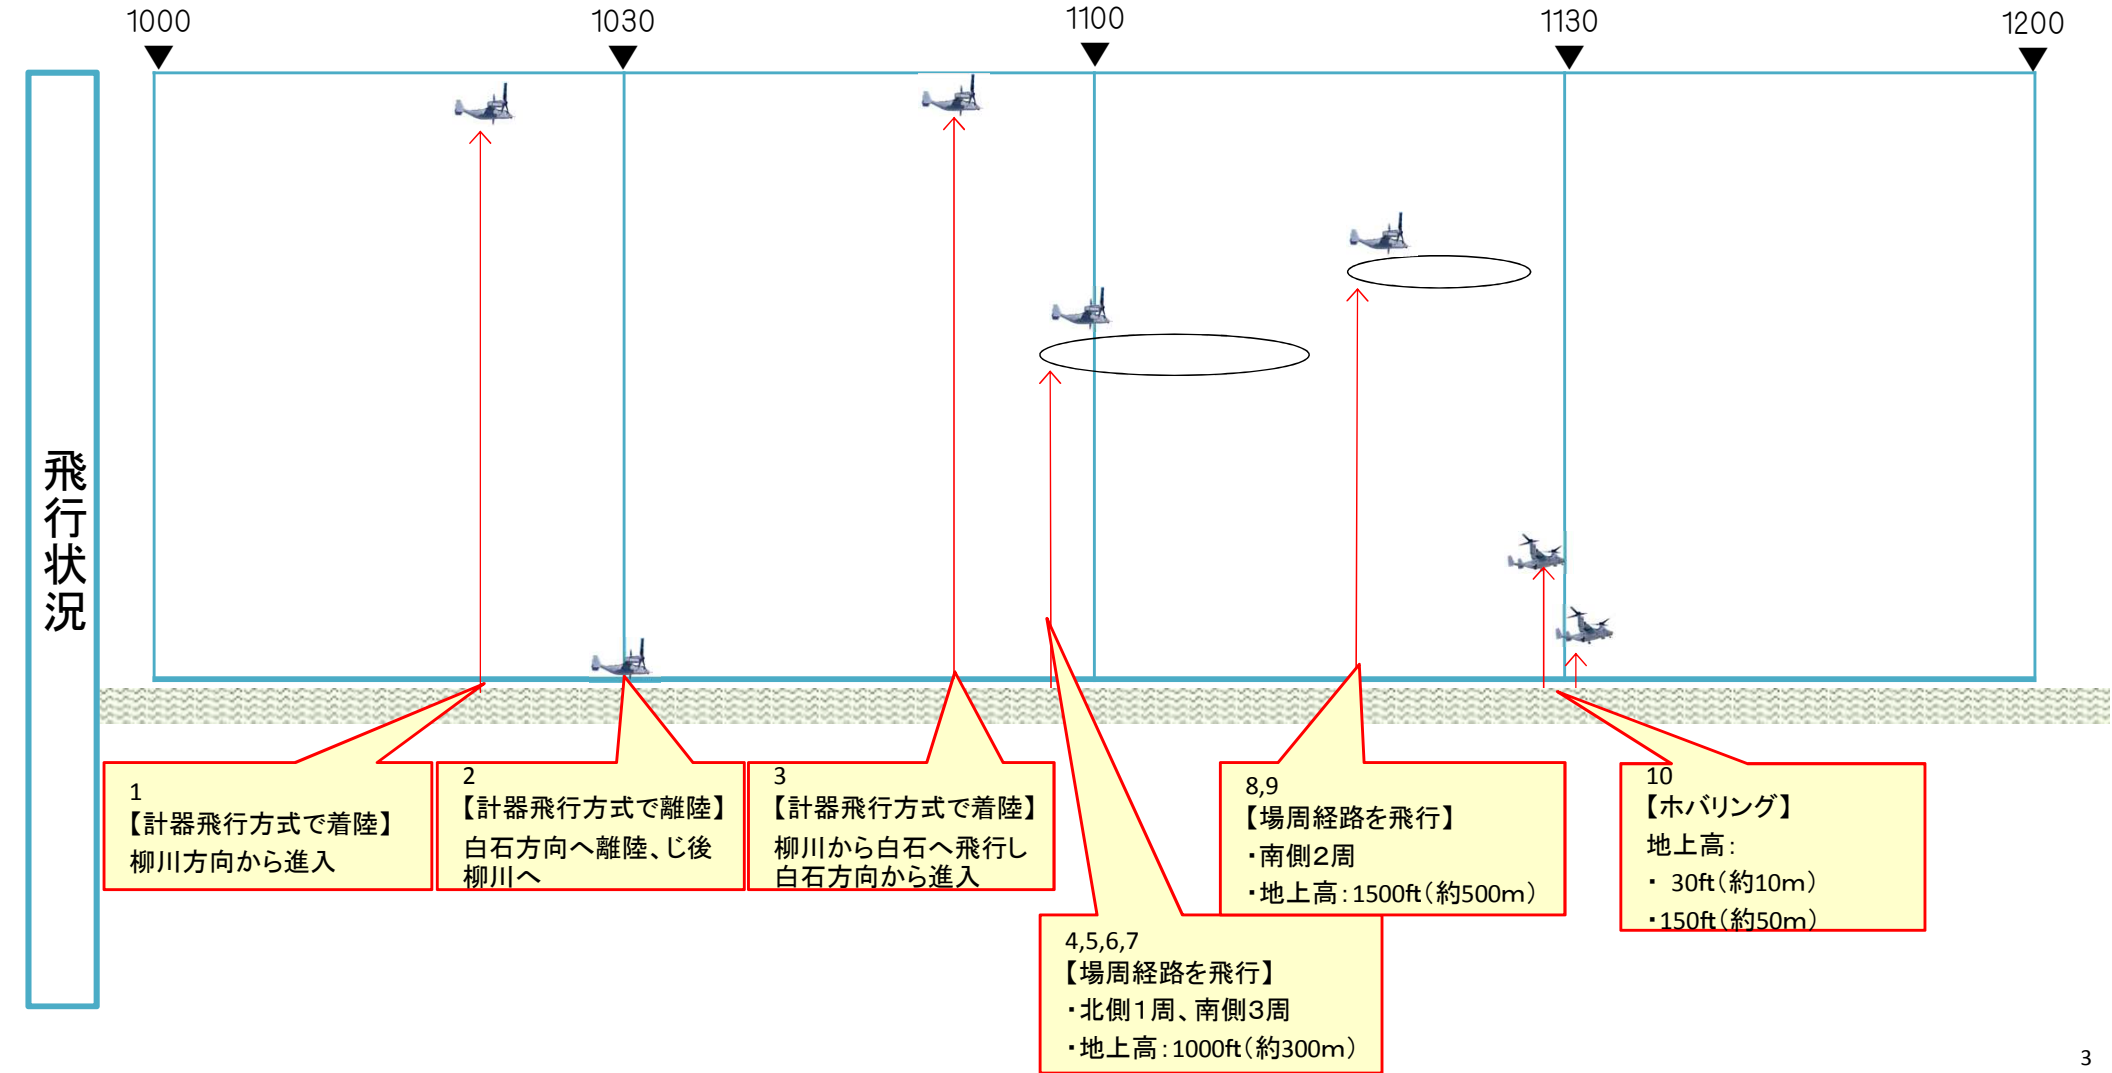 1000
1030
1100
1130
1200
飛行状況
1
【計器飛行方式で着陸】
柳川方向から進入
2
【計器飛行方式で離陸】
白石方向へ離陸、じ後
柳川へ
3
【計器飛行方式で着陸】
柳川から白石へ飛行し
白石方向から進入
4,5,6,7
【場周経路を飛行】
・北側1周、南側3周
・地上高：1000ft（約300m）
8,9
【場周経路を飛行】
・南側2周
・地上高：1500ft（約500m）
10
【ホバリング】
地上高：
・ 30ft（約10m）
・150ft（約50m）
3